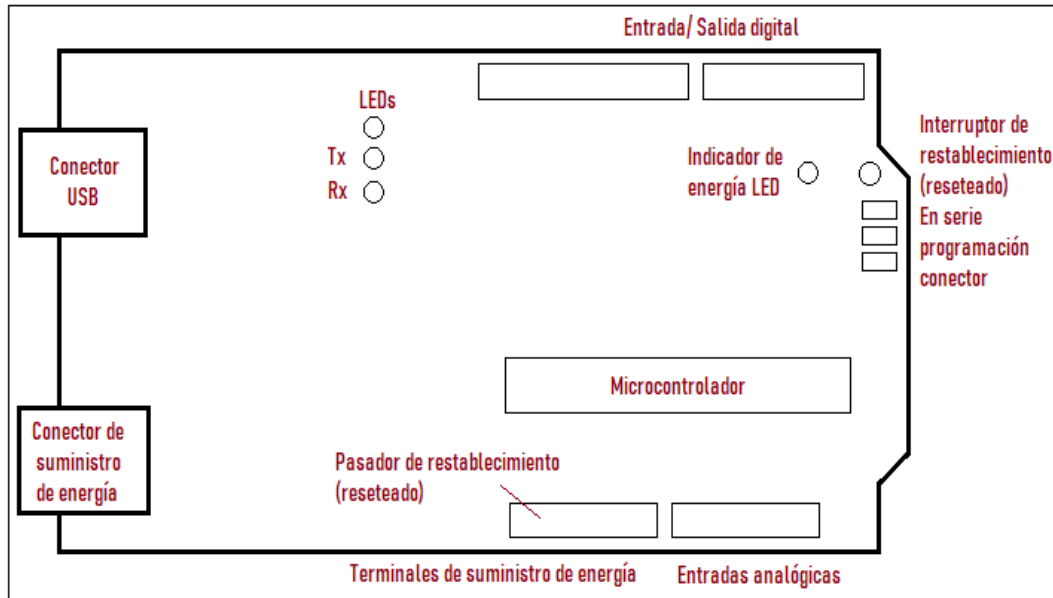 Entrada/ Salida digital
LEDs
Tx
Rx
Conector
USB
Indicador de
energía LED
Interruptor de
restablecimiento
(reseteado)
En serie
programación
conector
Microcontrolador
Conector de
suministro
de energía
Pasador de restablecimiento
(reseteado)
Terminales de suministro de energía
Entradas analógicas